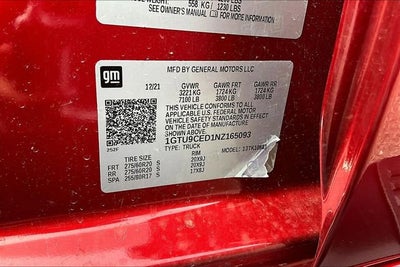 558 KG / 1230 LBS
SEE OWNER'S MANUAL /
gm
MFD BY GENERAL MOTORS LLC
12/21 GVWR GAWR FRT GAWR RR
3221 KG 1724 KG 1724 KG
7100 LB 3800 LB 3800 LB
THIS VEHICLE CONFORMS TO ALL APPLICABLE
U.S. FEDERAL MOTOR
VEHICLE SAFETY STANDARDS IN EFFECT
ON THE DATE OF MANUFACTURE
SHOWN ABOVE.
1GTU9CED1NZ165093
TYPE: TRUCK MODEL:
TIRE SIZE RIM
FRT 275/60R20 S 20X9J
RR 275/60R20 S 20X9J
SPA 255/80R17 S 17X8J